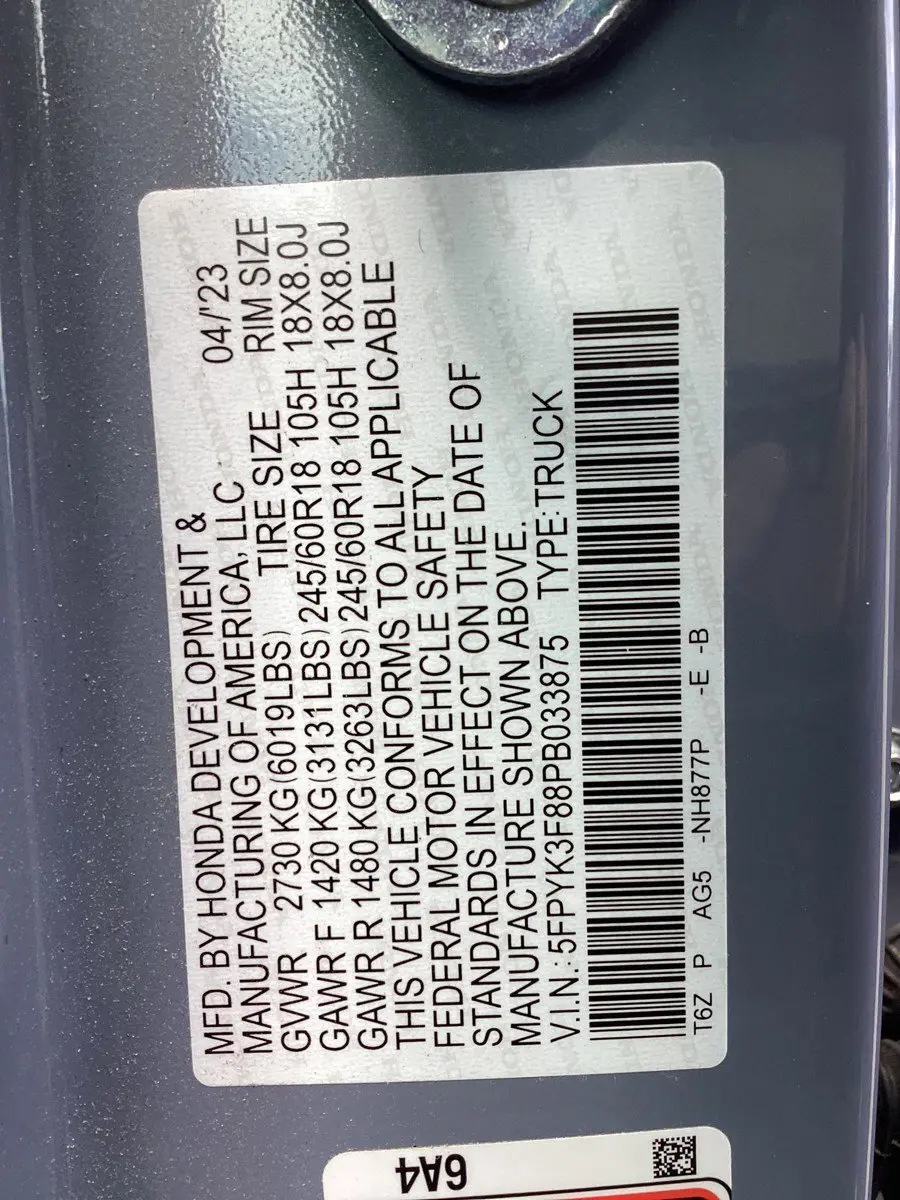 MFD. BY HONDA DEVELOPMENT &
MANUFACTURING OF AMERICA, LLC 04/'23
TIRE SIZE RIM SIZE
GVWR 2730 KG(6019LBS)
GAWR F 1420 KG(3131LBS) 245/60R18 105H 18X8.0J
GAWR R 1480 KG(3263LBS) 245/60R18 105H 18X8.0J
THIS VEHICLE CONFORMS TO ALL APPLICABLE
FEDERAL MOTOR VEHICLE SAFETY
STANDARDS IN EFFECT ON THE DATE OF
MANUFACTURE SHOWN ABOVE.
V.I.N.: 5FPYK3F88PB033875 TYPE: TRUCK
T6Z P AG5 -NH877P -E -B
6A4